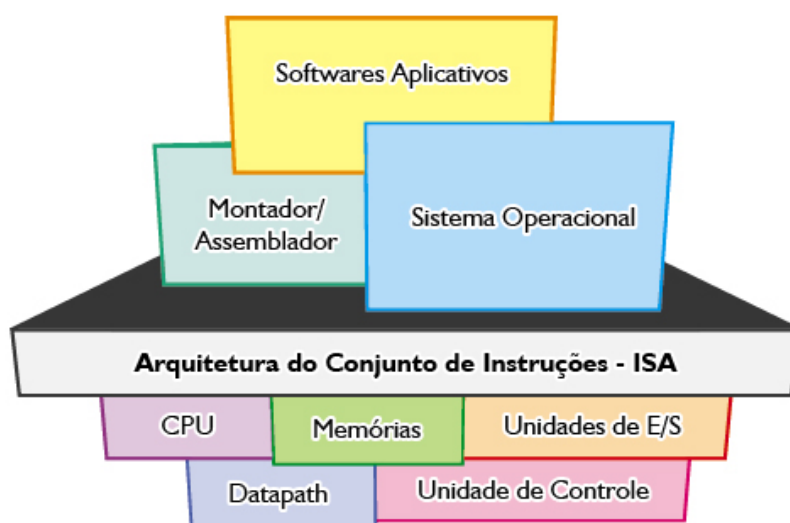 Softwares Aplicativos
Montador/
Assemblador
Sistema Operacional
Arquitetura do Conjunto de Instruções - ISA
CPU
Memórias
Unidades de E/S
Datapath
Unidade de Controle